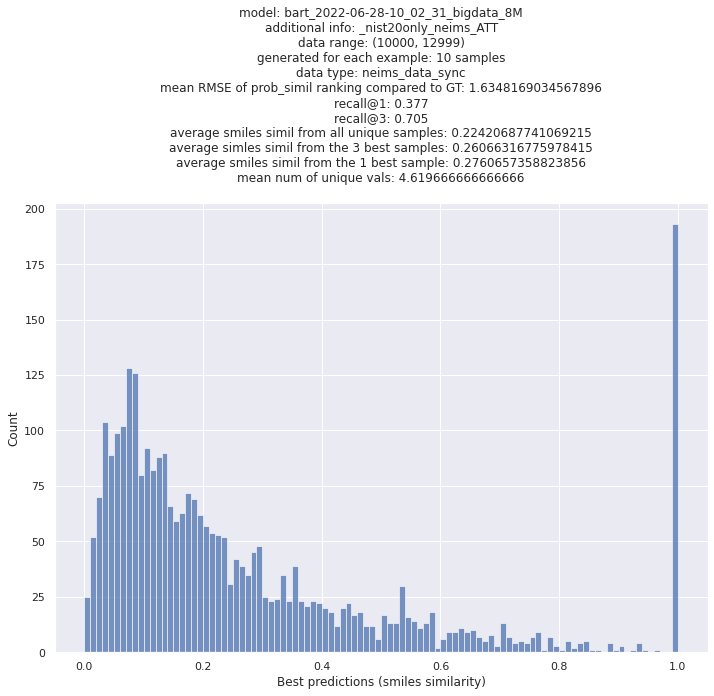 model: bart_2022-06-28-10_02_31_bigdata_8M
additional info: _nist20only_neims_ATT
data range: (10000, 12999)
generated for each example: 10 samples
data type: neims_data_sync
mean RMSE of prob_simil ranking compared to GT: 1.6348169034567896
recall@1: 0.377
recall@3: 0.705
average smiles simil from all unique samples: 0.22420687741069215
average smiles simil from the 3 best samples: 0.26066316775978415
average smiles simil from the 1 best sample: 0.2760657358823856
mean num of unique vals: 4.619666666666666
200
175
150
125
100
75
50
25
0
Count
0.0 0.2 0.4 0.6 0.8 1.0
Best predictions (smiles similarity)